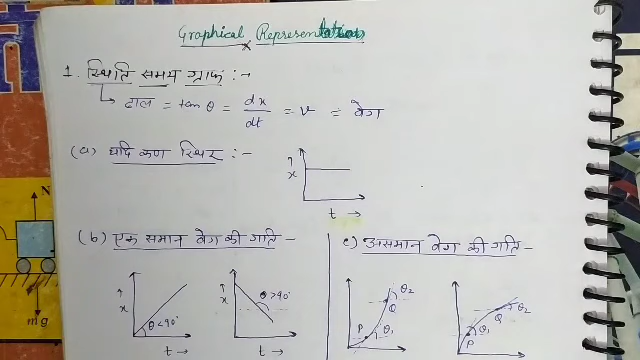 Graphical Representations
1. स्थिति समय ग्राफ :-
ढाल = tan θ = dx/dt = v = वेग
(a) यदि कण स्थिर :-
x
t →
(b) एक समान वेग की गति -
c) असमान वेग की गति -
x θ<90° t →
x θ>90° t →
P Q θ1 θ2
P Q θ1 θ2
N
mg